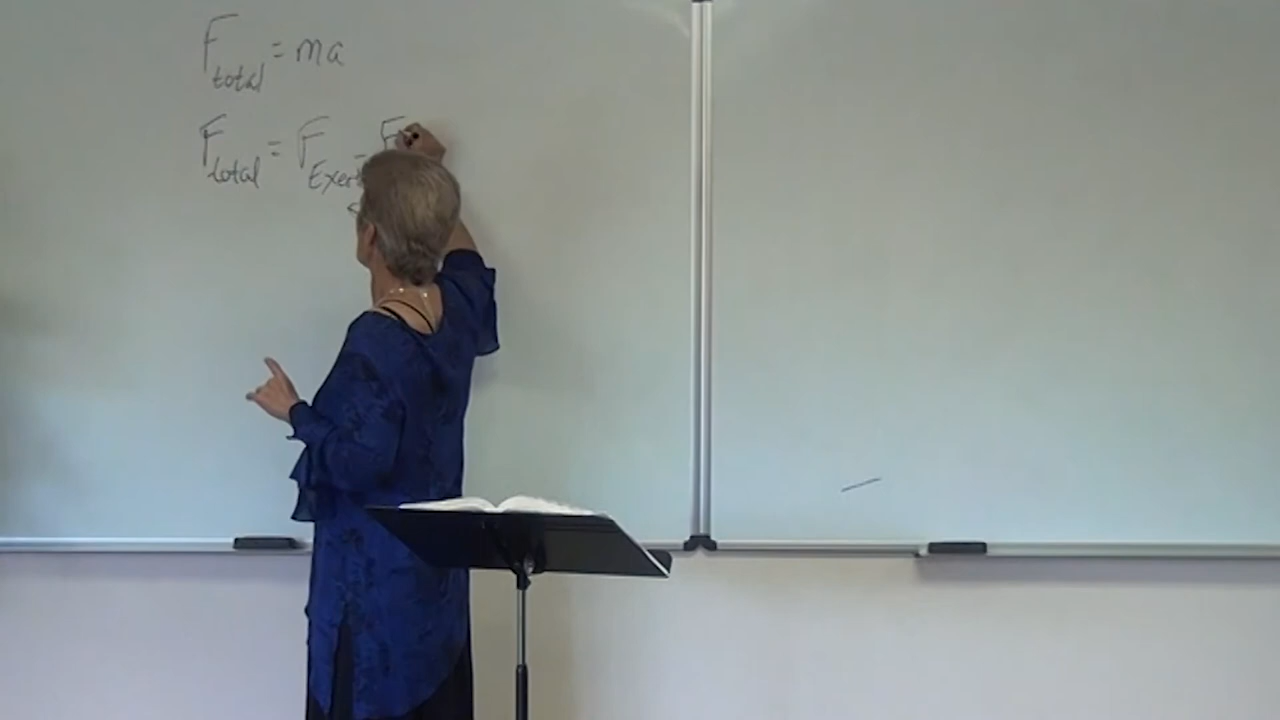 F total = ma
F total = F Exer - F